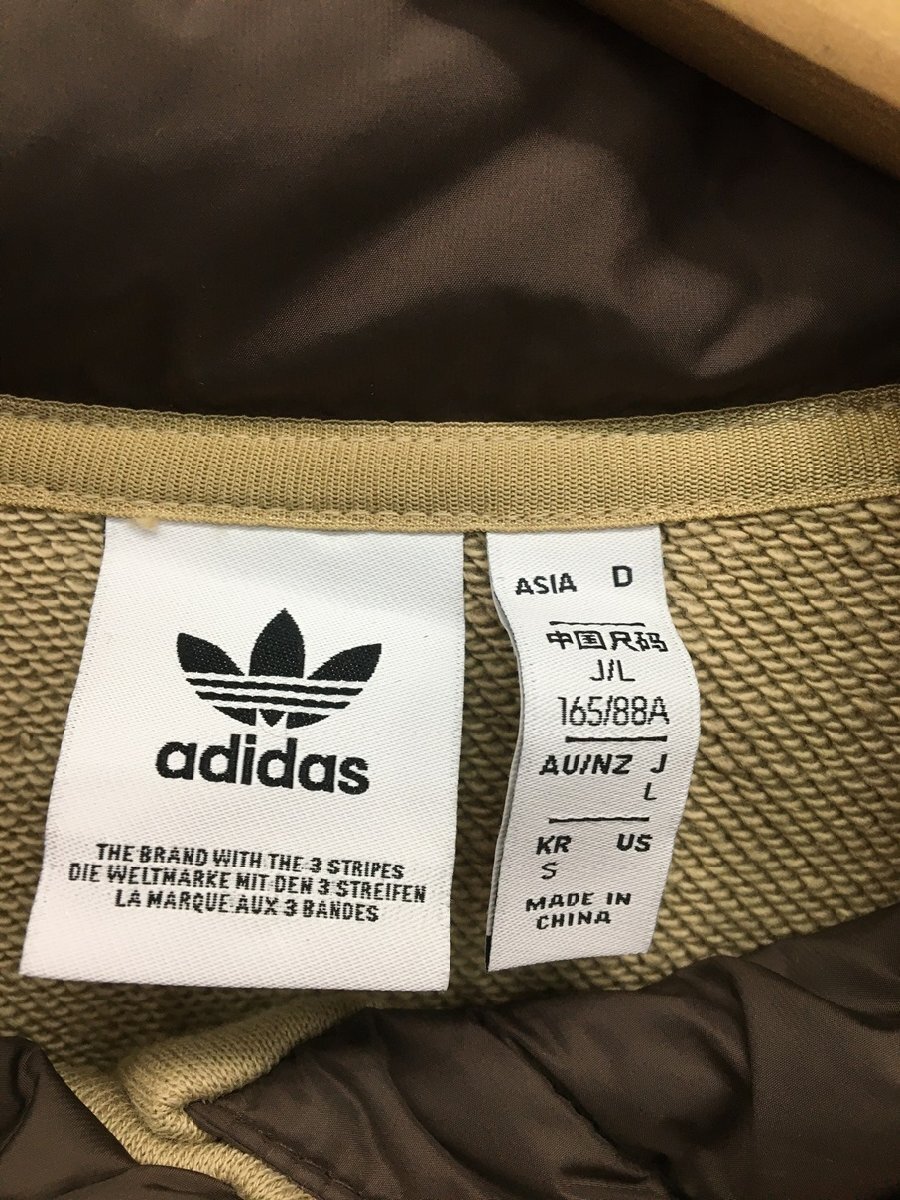 adidas
THE BRAND WITH THE 3 STRIPES
DIE WELTMARKE MIT DEN 3 STREIFEN
LA MARQUE AUX 3 BANDES
ASIA D
中国尺码
J/L
165/88A
AU/NZ J
L
KR US
S
MADE IN
CHINA